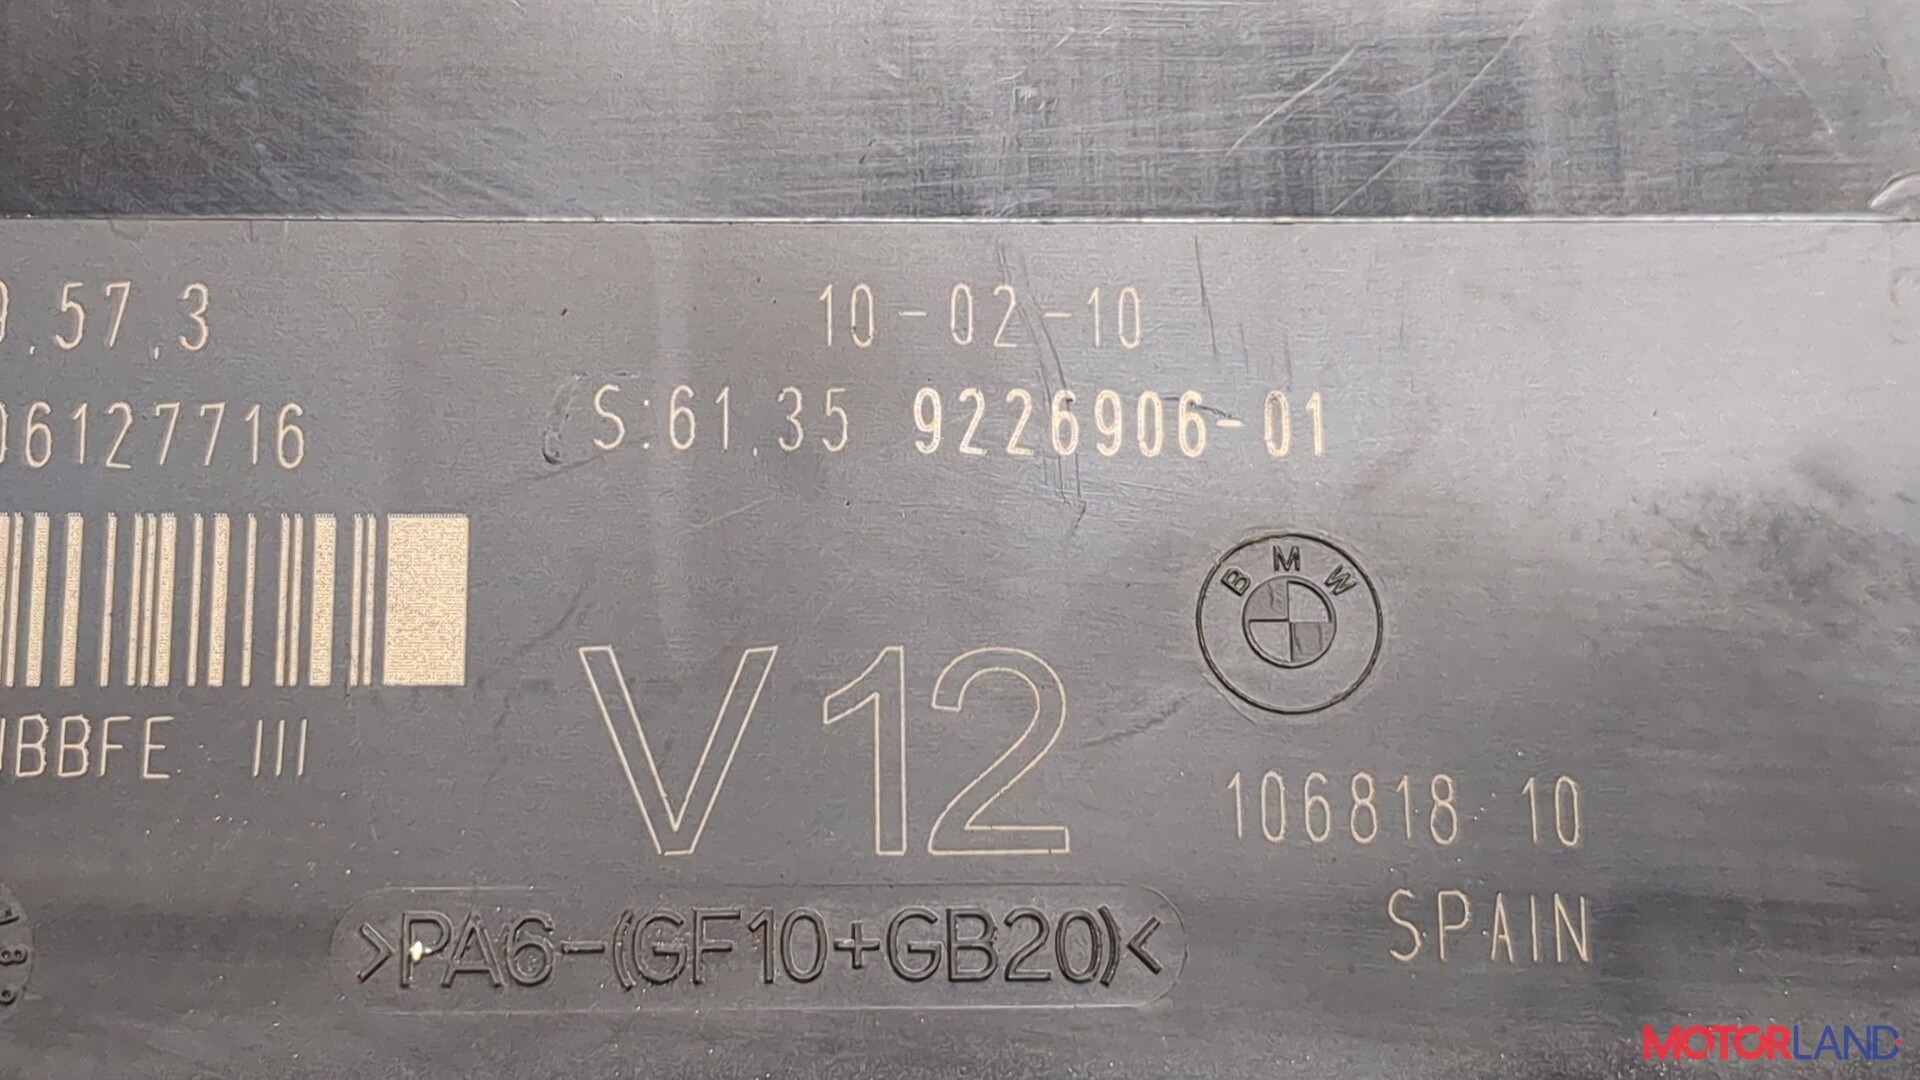 .57.3
10-02-10
06127716
S:61.35 9226906-01
BMW
BBFE III
V12
106818 10
>PA6-(GF10+GB20)<
SPAIN
18
MOTORLAND